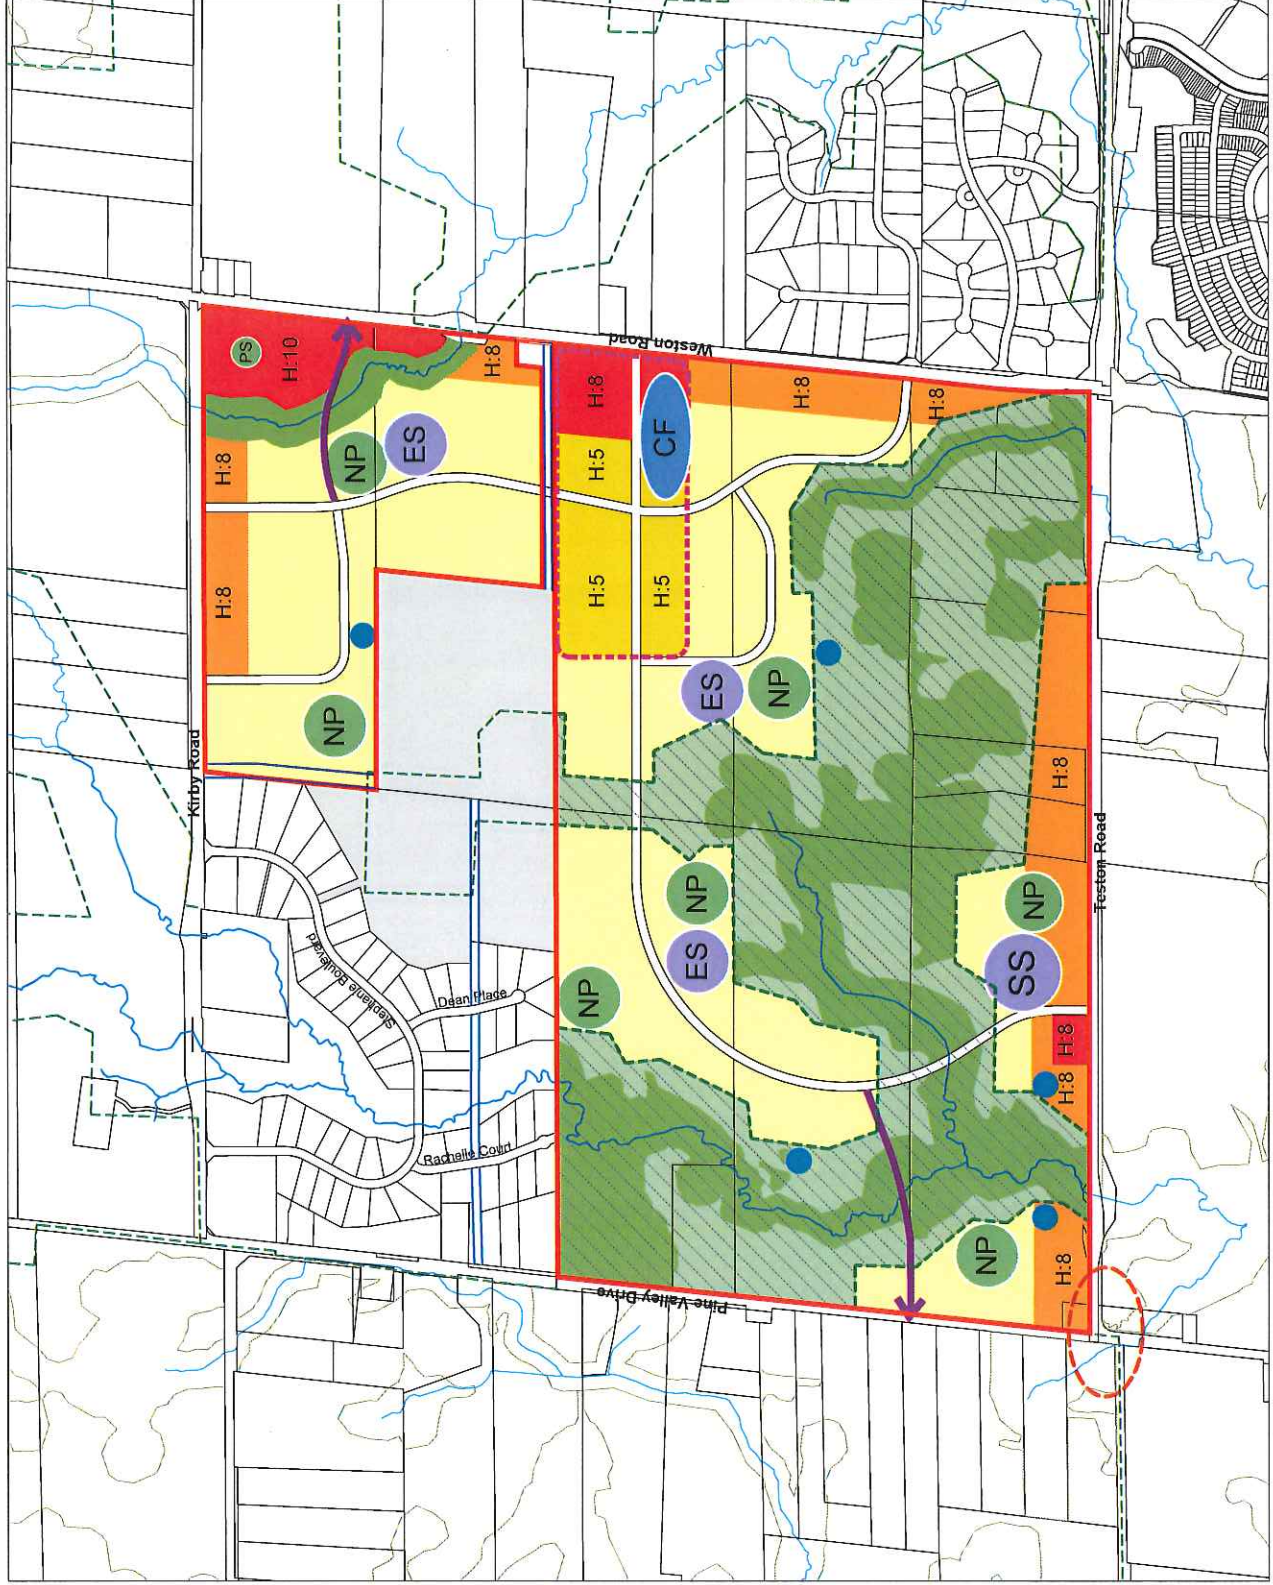 Weston Road
PS
H:10
H:8
NP
ES
H:8
H:8
H:8
H:5
CF
H:8
H:8
H:5
H:5
NP
ES
NP
Kirby Road
H:8
Teston Road
NP
ES
NP
SS
NP
Stephanie Boulevard
Dean Place
H:8
H:8
Rachelle Court
NP
H:8
Pine Valley Drive